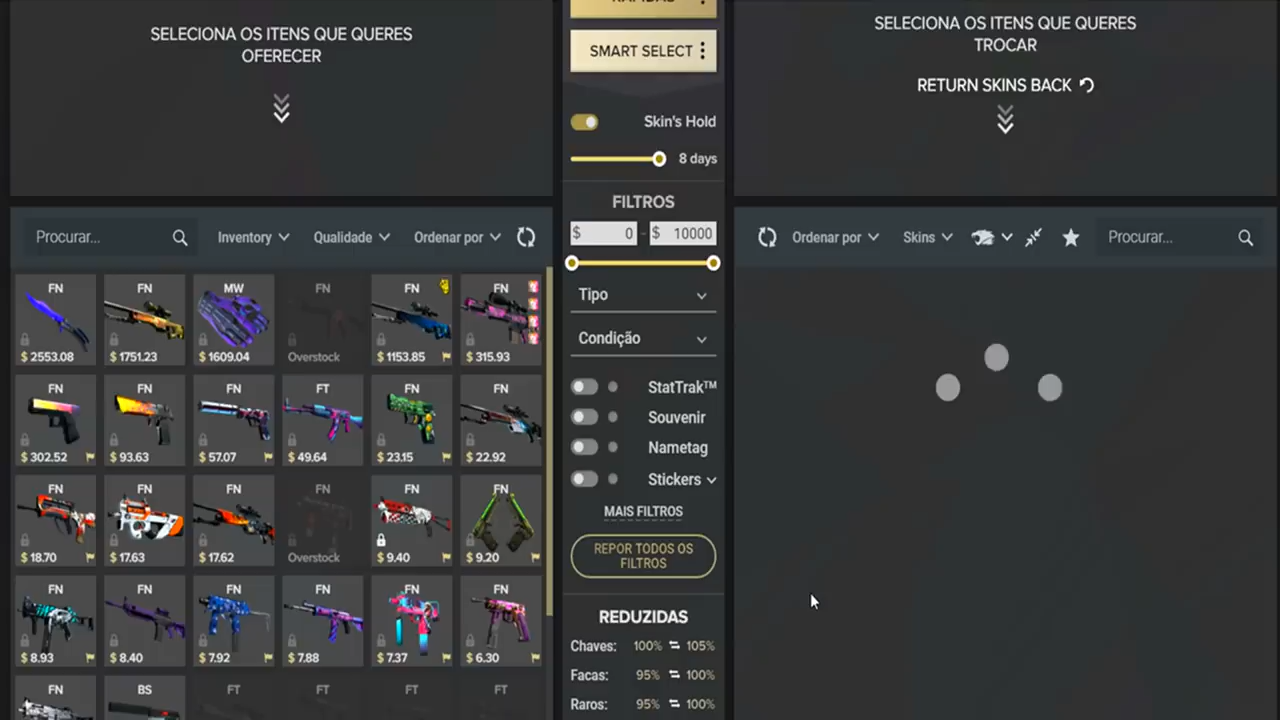 SELECIONA OS ITENS QUE QUERES
OFERECER
Procurar...
Inventory
Qualidade
Ordenar por
FN
$ 2553.08
FN
$ 1751.23
MW
$ 1609.04
FN
Overstock
FN
$ 1153.85
FN
$ 315.93
FN
$ 302.52
FN
$ 93.63
FN
$ 57.07
FT
$ 49.64
FN
$ 23.15
FN
$ 22.92
FN
$ 18.70
FN
$ 17.63
FN
$ 17.62
FN
Overstock
FN
$ 9.40
FN
$ 9.20
FN
$ 8.93
FN
$ 8.40
FN
$ 7.92
FN
$ 7.88
FN
$ 7.37
FN
$ 6.30
FN
BS
FT
FT
FT
FT
SMART SELECT
Skin's Hold
8 days
FILTROS
$ 0 - $ 10000
Tipo
Condição
StatTrak™
Souvenir
Nametag
Stickers
MAIS FILTROS
REPOR TODOS OS
FILTROS
REDUZIDAS
Chaves: 100% 105%
Facas: 95% 100%
Raros: 95% 100%
SELECIONA OS ITENS QUE QUERES
TROCAR
RETURN SKINS BACK
Ordenar por
Skins
Procurar...